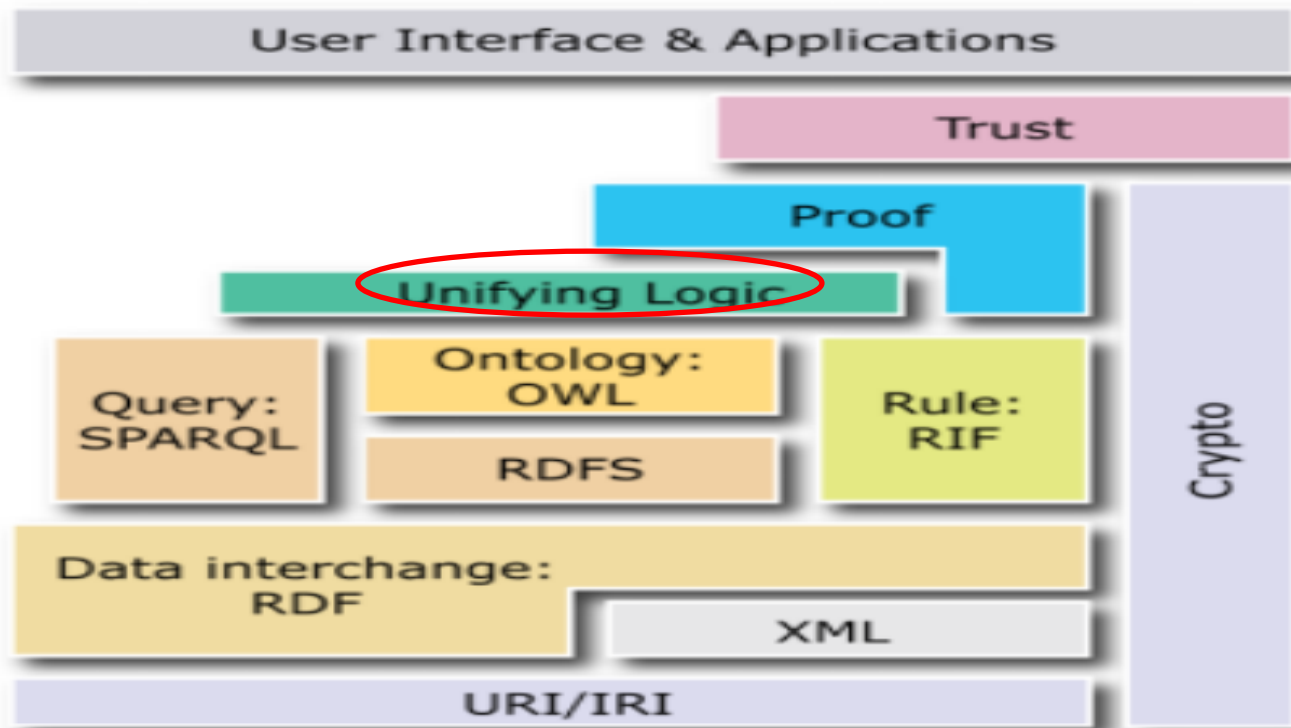 User Interface & Applications
Trust
Proof
Unifying Logic
Query:
SPARQL
Ontology:
OWL
RDFS
Rule:
RIF
Crypto
Data interchange:
RDF
XML
URI/IRI